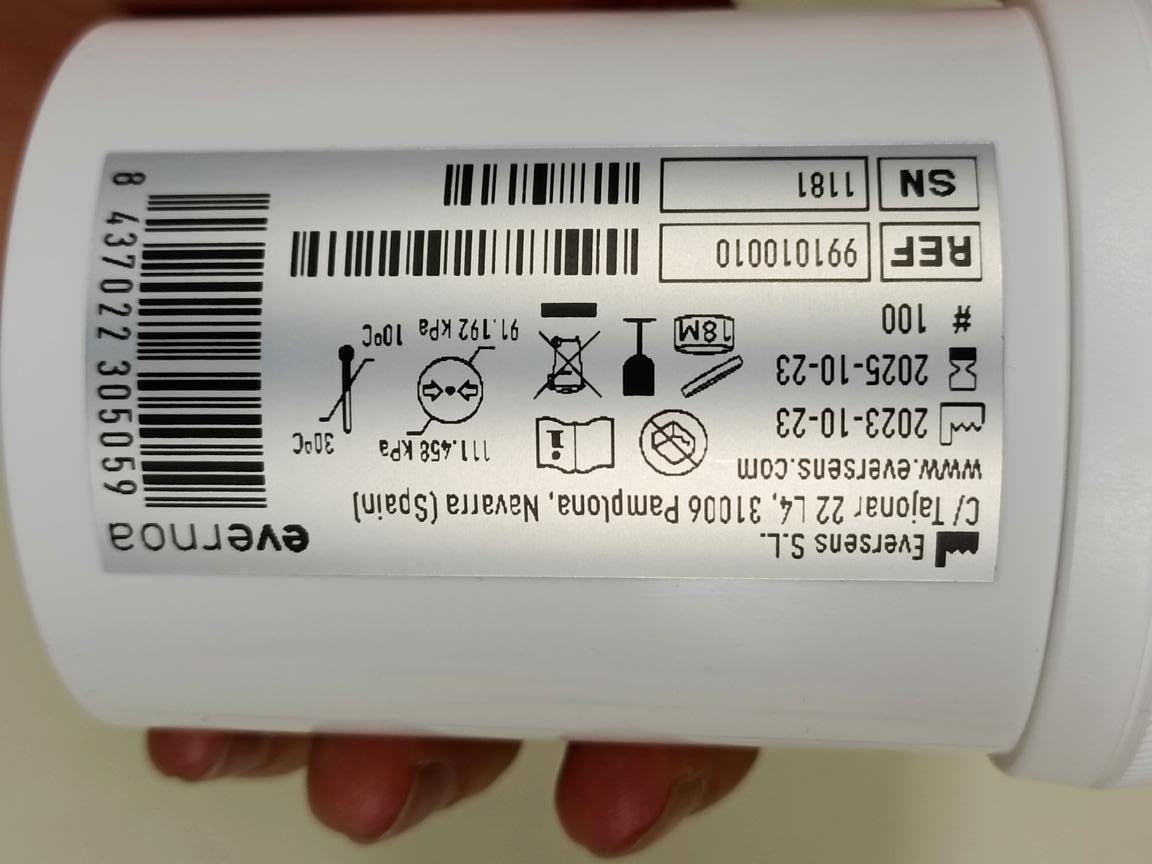 evernoa
Eversens S.L.
C/ Tajonar 22 L4, 31006 Pamplona, Navarra (Spain)
www.eversens.com
2023-10-23
2025-10-23
# 100
18M
111.458 kPa
91.192 kPa
30ºC
10ºC
REF 991010010
SN 1181
8 437022 305059